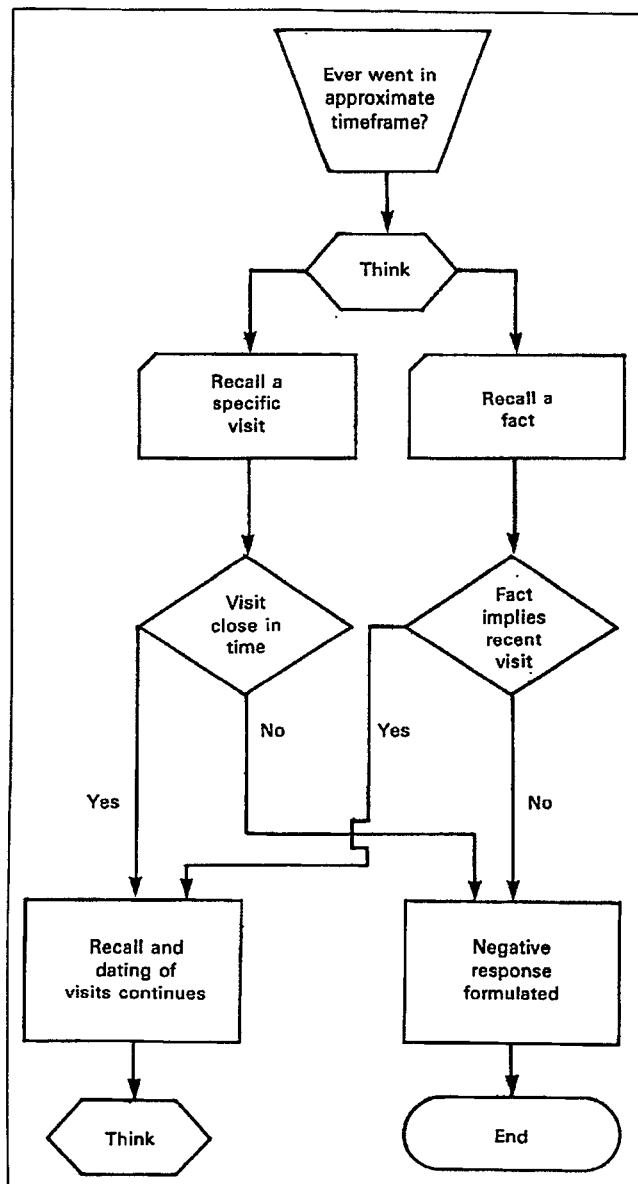 Ever went in
approximate
timeframe?
Think
Recall a
specific
visit
Recall a
fact
Visit
close in
time
Fact
implies
recent
visit
No
Yes
Yes
No
Recall and
dating of
visits continues
Negative
response
formulated
Think
End